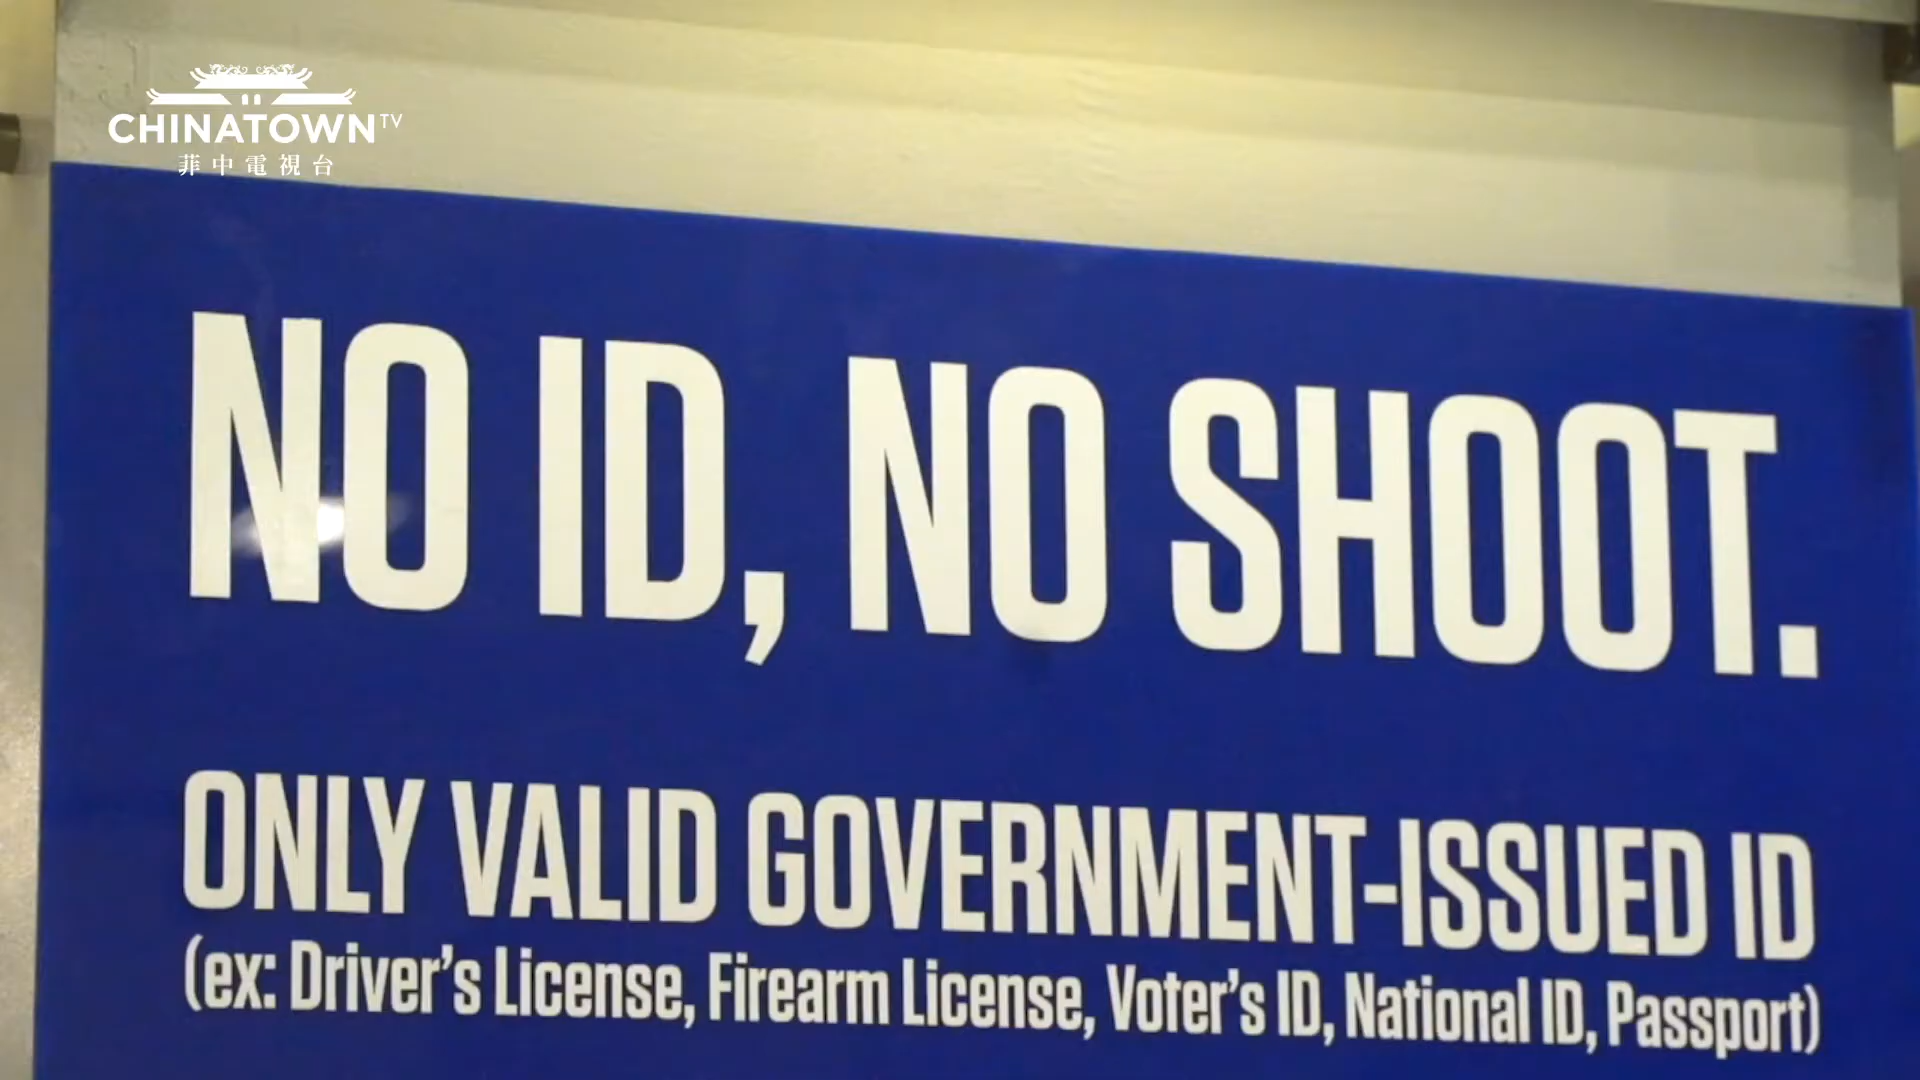 CHINATOWN TV
菲中電視台
NO ID, NO SHOOT.
ONLY VALID GOVERNMENT-ISSUED ID
(ex: Driver's License, Firearm License, Voter's ID, National ID, Passport)